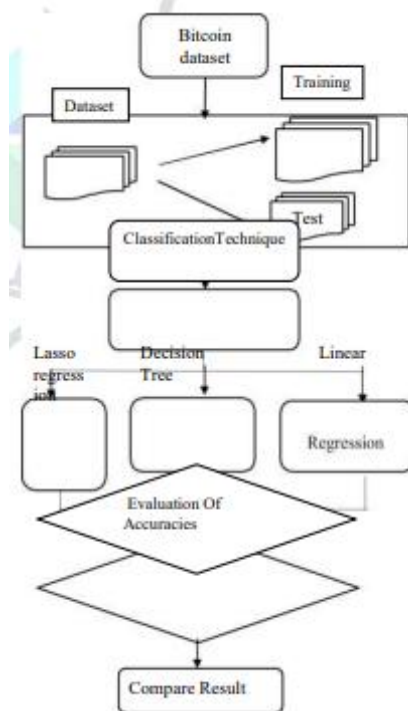 Bitcoin
dataset
Training
Dataset
Test
ClassificationTechnique
Lasso
regress
ion
Decision
Tree
Linear
Regression
Evaluation Of
Accuracies
Compare Result